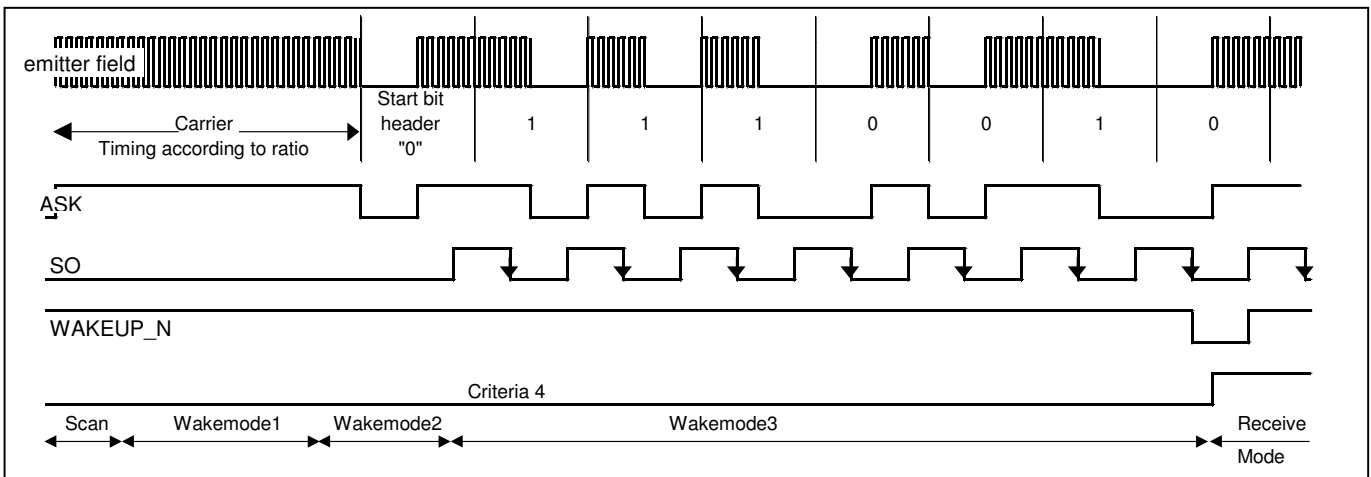 emitter field
Start bit
header
"0"
Carrier
Timing according to ratio
1 1 1 0 0 1 0
ASK
SO
WAKEUP_N
Criteria 4
Scan Wakemode1 Wakemode2 Wakemode3 Receive
Mode